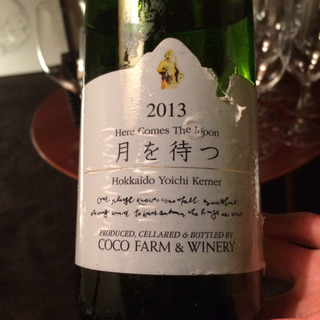 2013
Here Comes The Moon
月を待つ
Hokkaido Yoichi Kerner
PRODUCED, CELLARED & BOTTLED BY
COCO FARM & WINERY